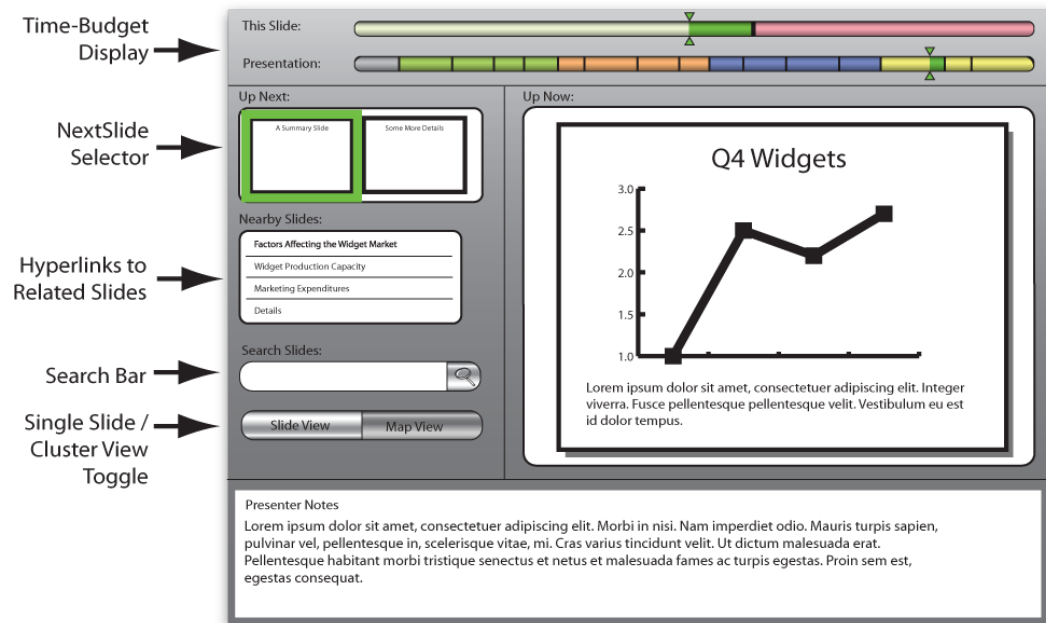 Time-Budget
Display
This Slide:
Presentation:
NextSlide
Selector
Up Next:
A Summary Slide
Some More Details
Hyperlinks to
Related Slides
Nearby Slides:
Factors Affecting the Widget Market
Widget Production Capacity
Marketing Expenditures
Details
Search Bar
Search Slides:
Single Slide /
Cluster View
Toggle
Slide View
Map View
Up Now:
Q4 Widgets
3.0
2.5
2.0
1.5
1.0
Lorem ipsum dolor sit amet, consectetuer adipiscing elit. Integer
viverra. Fusce pellentesque pellentesque velit. Vestibulum eu est
id dolor tempus.
Presenter Notes
Lorem ipsum dolor sit amet, consectetuer adipiscing elit. Morbi in nisi. Nam imperdiet odio. Mauris turpis sapien,
pulvinar vel, pellentesque in, scelerisque vitae, mi. Cras varius tincidunt velit. Ut dictum malesuada erat.
Pellentesque habitant morbi tristique senectus et netus et malesuada fames ac turpis egestas. Proin sem est,
egestas consequat.